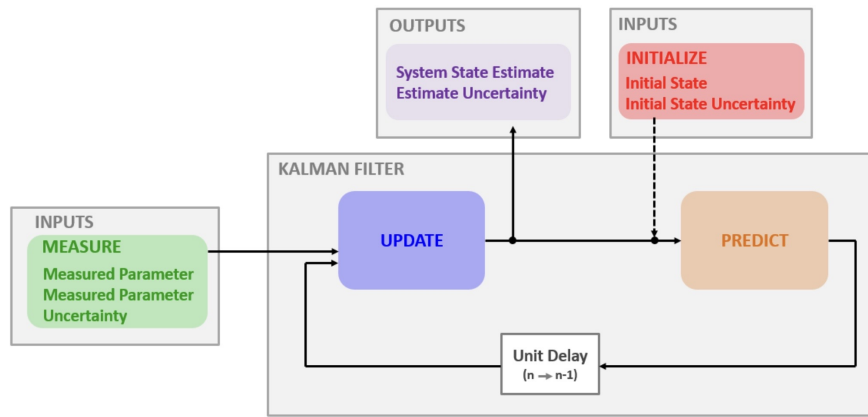 OUTPUTS
System State Estimate
Estimate Uncertainty
INPUTS
INITIALIZE
Initial State
Initial State Uncertainty
KALMAN FILTER
INPUTS
MEASURE
Measured Parameter
Measured Parameter
Uncertainty
UPDATE
PREDICT
Unit Delay
(n → n-1)